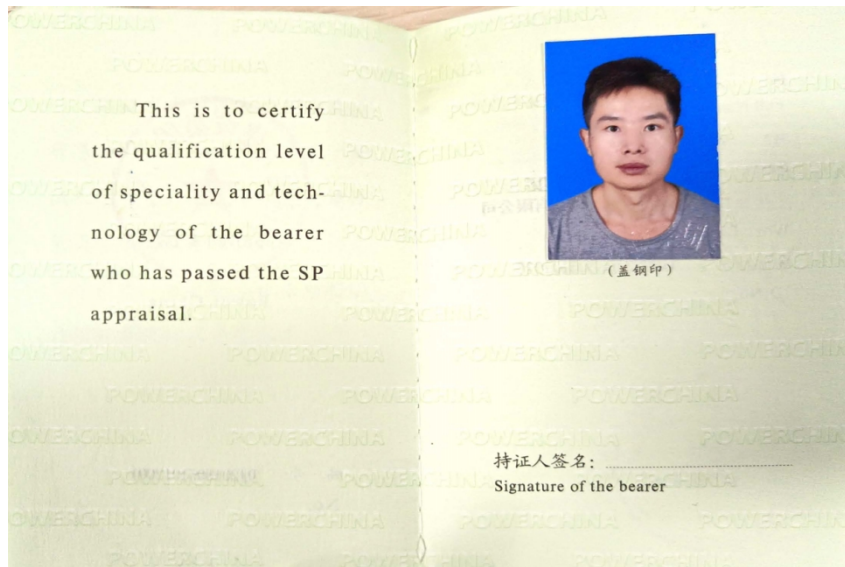 This is to certify
the qualification level
of speciality and tech-
nology of the bearer
who has passed the SP
appraisal.
(盖钢印)
持证人签名:
Signature of the bearer
POWERCHINA